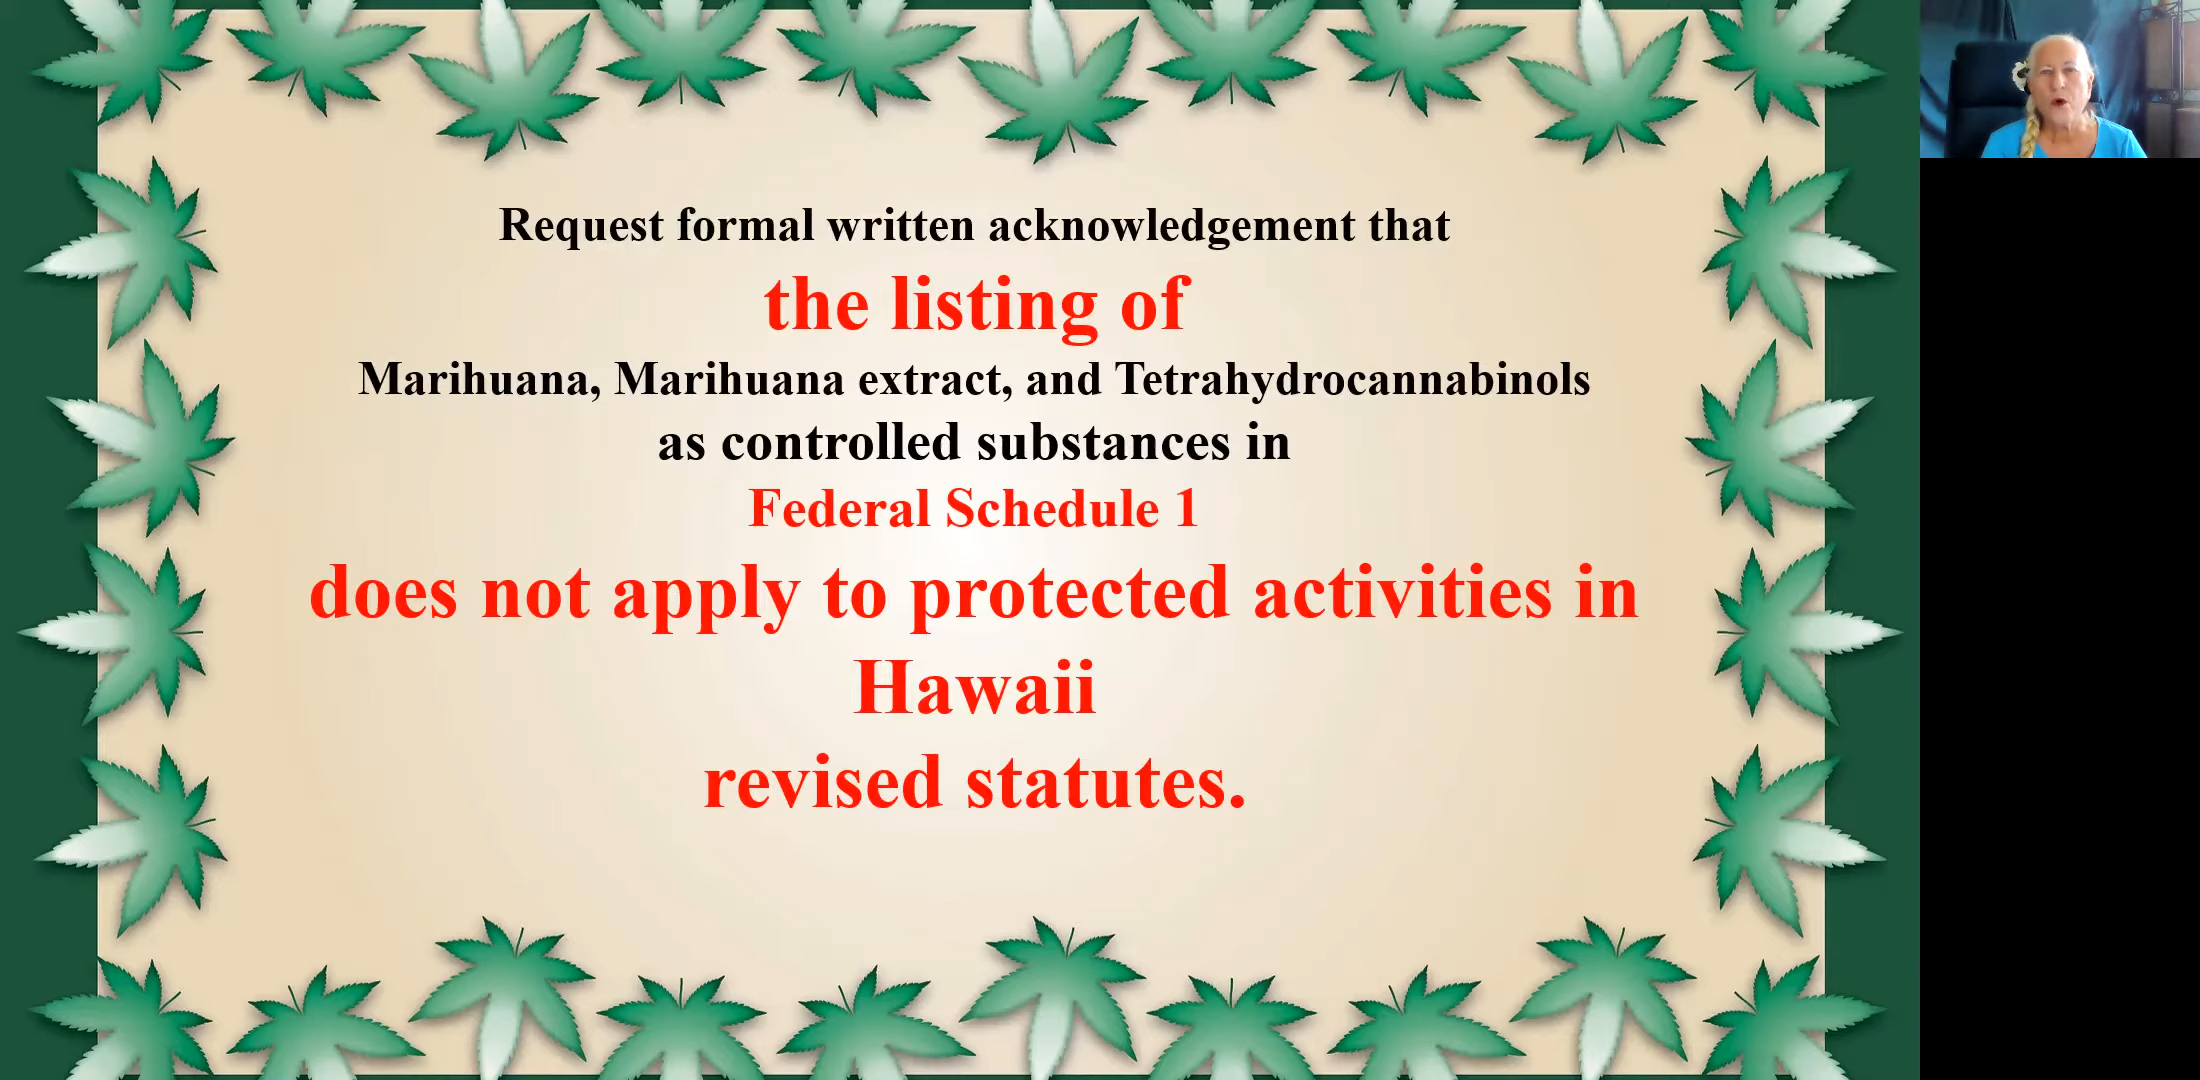 Request formal written acknowledgement that
the listing of
Marihuana, Marihuana extract, and Tetrahydrocannabinols
as controlled substances in
Federal Schedule 1
does not apply to protected activities in
Hawaii
revised statutes.